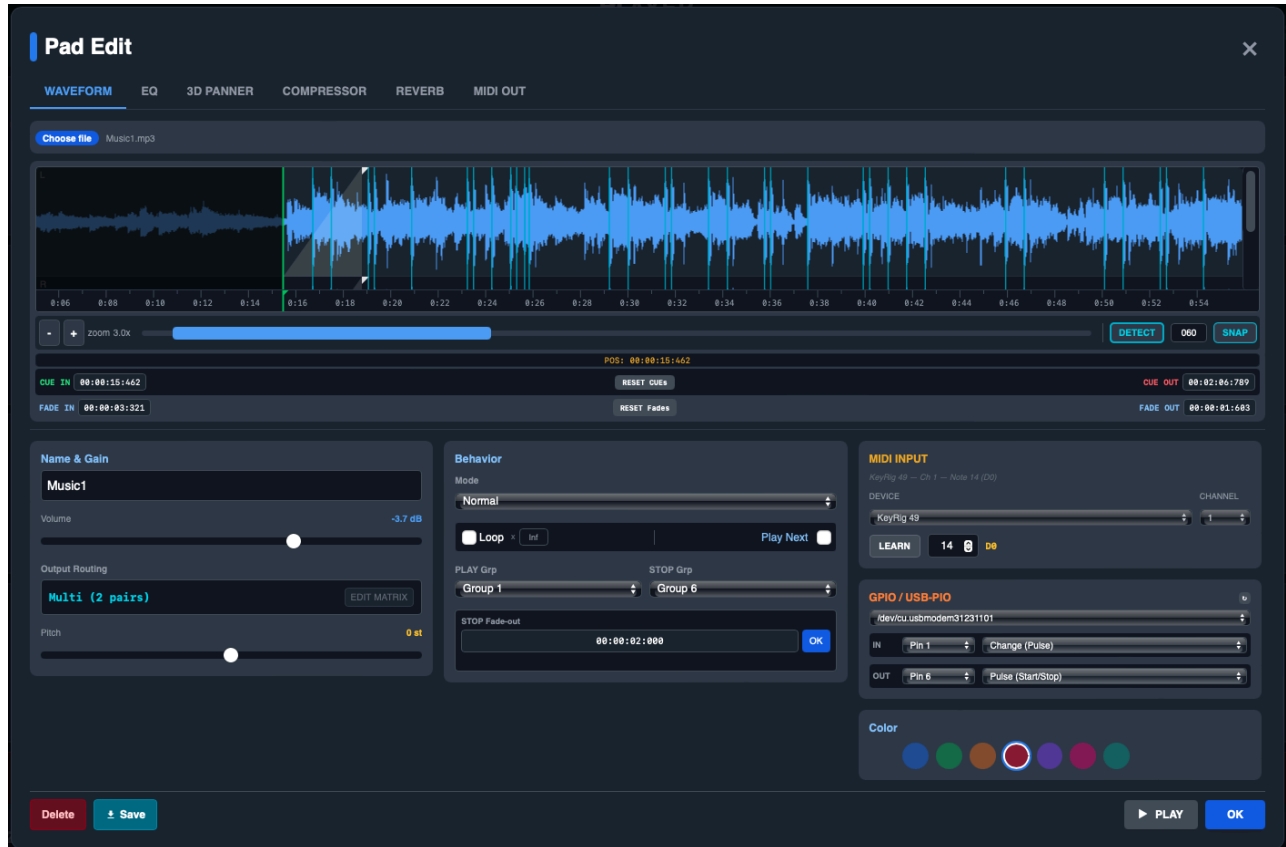 Pad Edit
×
WAVEFORM EQ 3D PANNER COMPRESSOR REVERB MIDI OUT
Choose file Music1.mp3
L
R
0:06 0:08 0:10 0:12 0:14 0:16 0:18 0:20 0:22 0:24 0:26 0:28 0:30 0:32 0:34 0:36 0:38 0:40 0:42 0:44 0:46 0:48 0:50 0:52 0:54
- + zoom 3.0x DETECT 060 SNAP
POS: 00:00:15:462
CUE IN 00:00:15:462 RESET CUEs CUE OUT 00:02:06:789
FADE IN 00:00:03:321 RESET Fades FADE OUT 00:00:01:603
Name & Gain
Music1
Volume -3.7 dB
Output Routing
Multi (2 pairs) EDIT MATRIX
Pitch 0 st
Behavior
Mode
Normal
Loop × Inf Play Next
PLAY Grp STOP Grp
Group 1 Group 6
STOP Fade-out
00:00:02:000 OK
MIDI INPUT
KeyRig 49 — Ch 1 — Note 14 (D0)
DEVICE CHANNEL
KeyRig 49 1
LEARN 14 D0
GPIO / USB-PIO
/dev/cu.usbmodem31231101
IN Pin 1 Change (Pulse)
OUT Pin 6 Pulse (Start/Stop)
Color
Delete Save PLAY OK